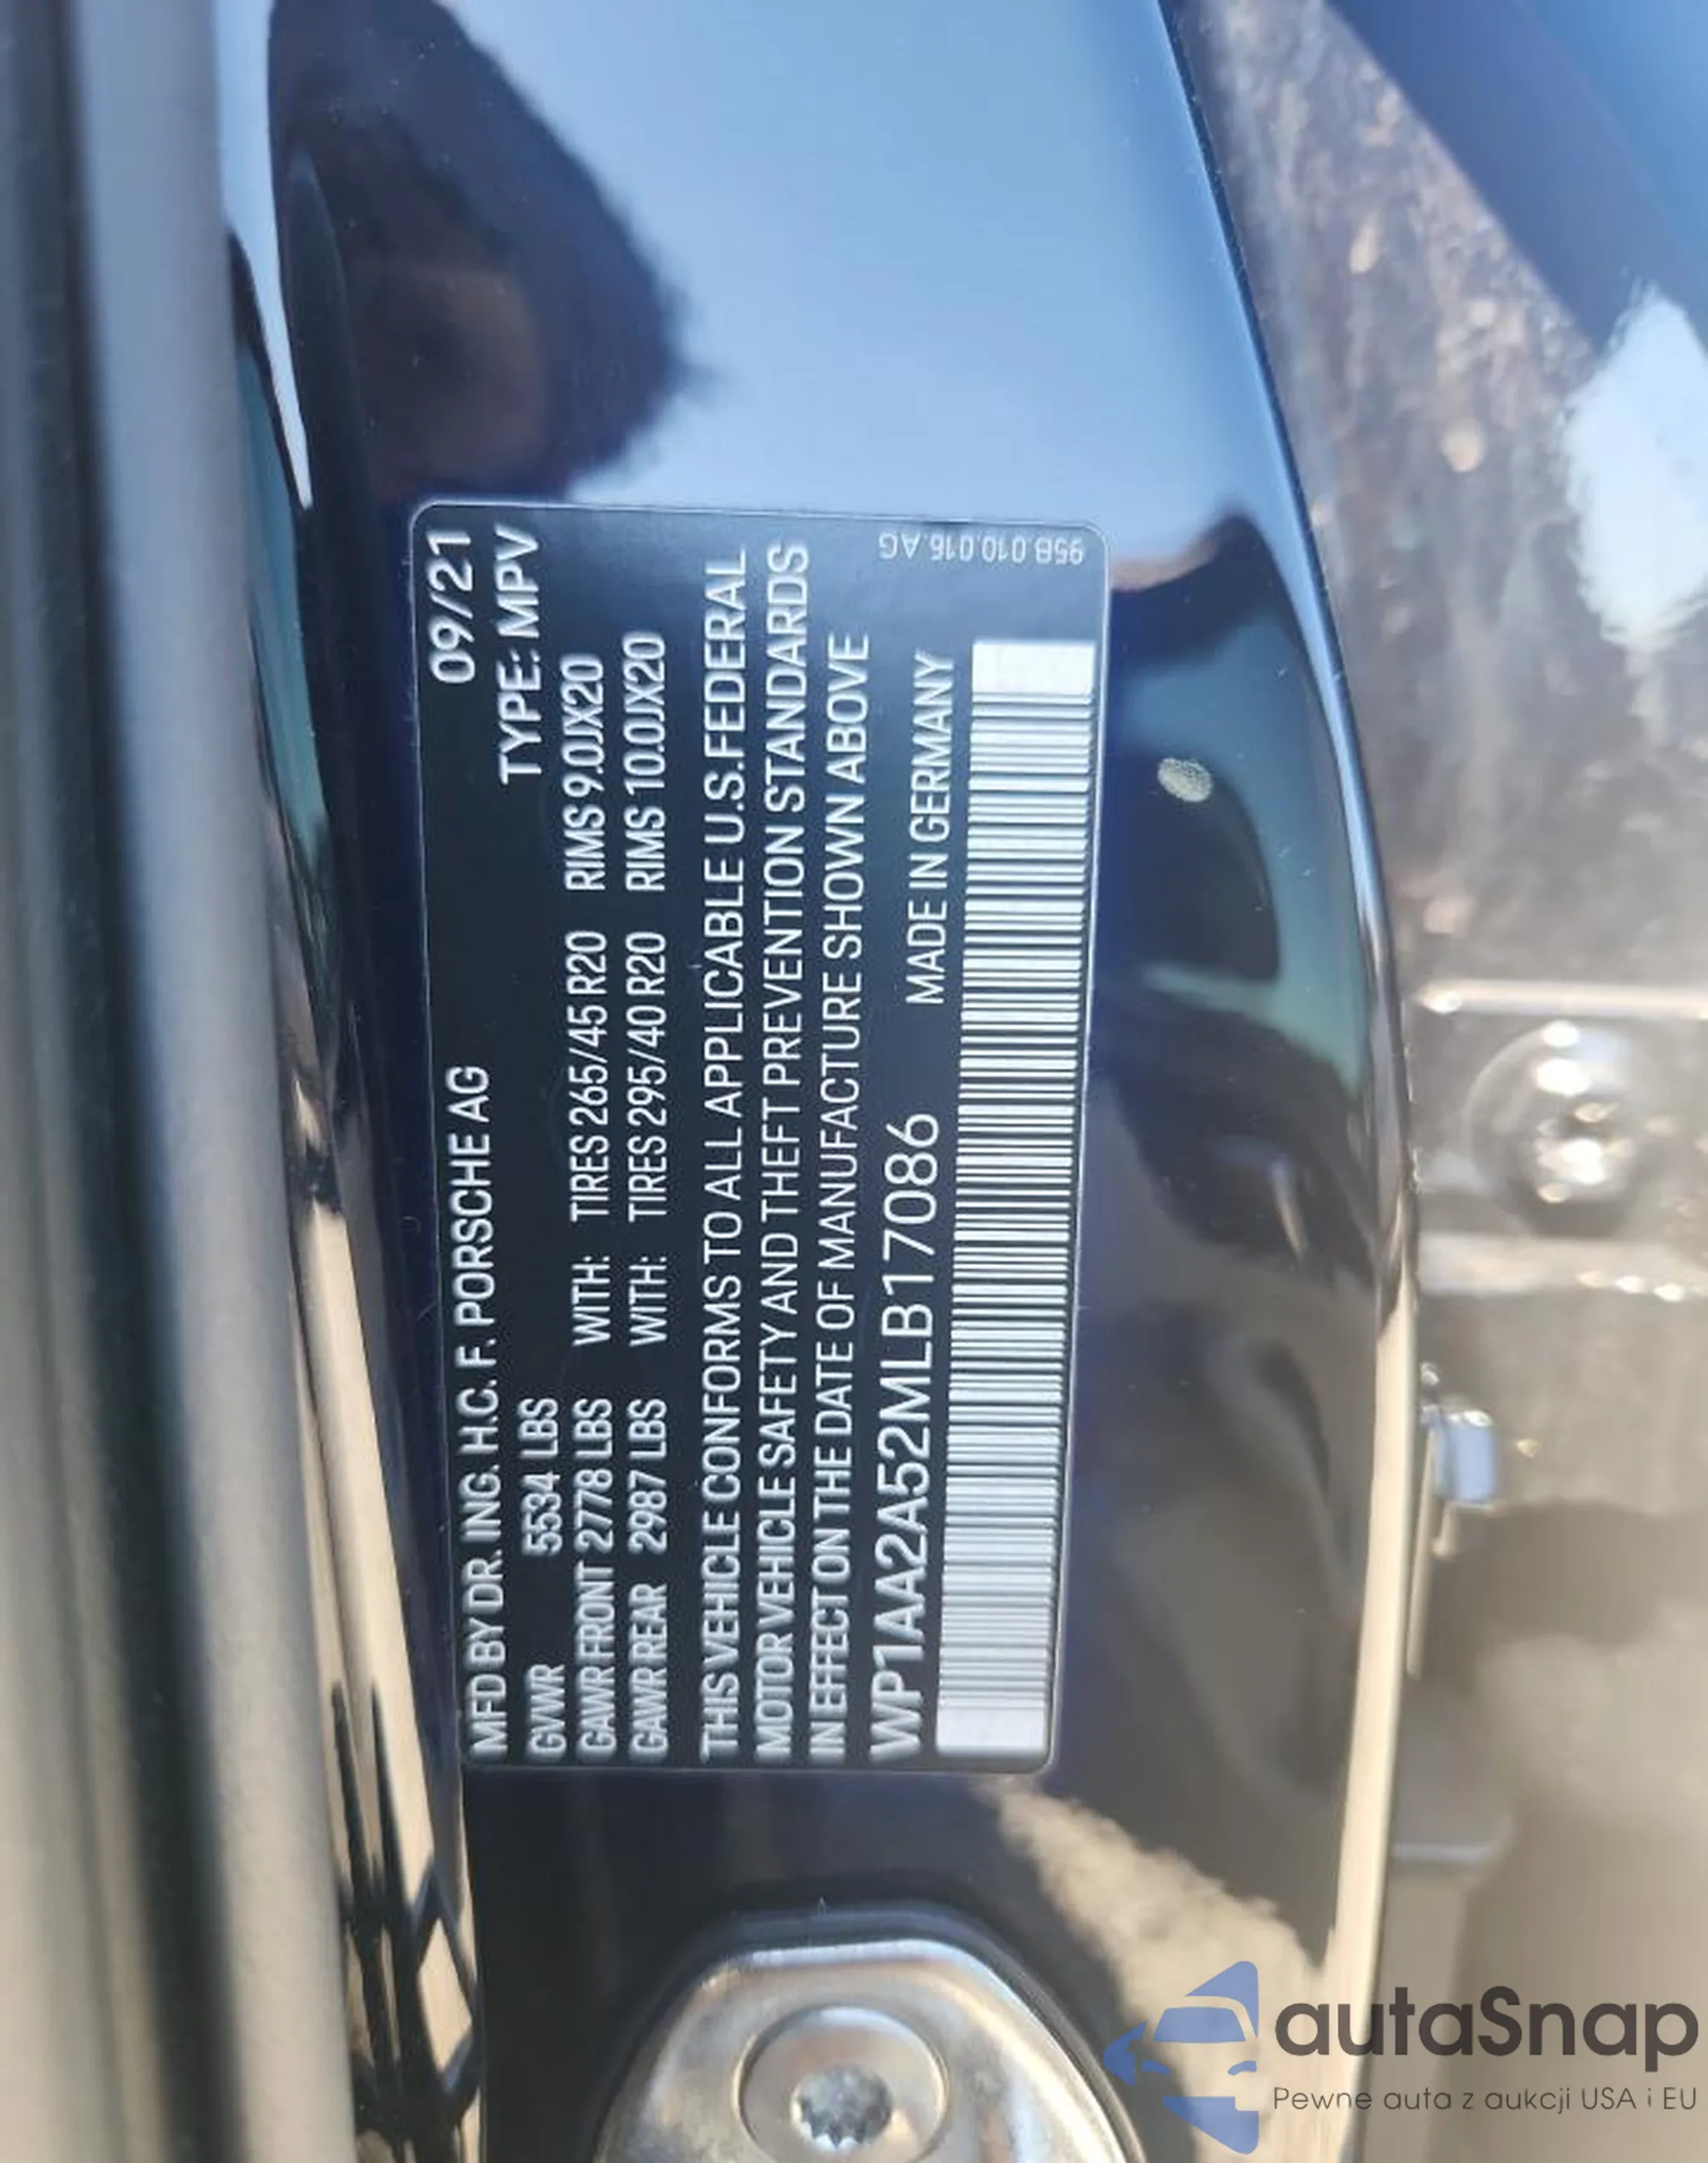 MFD BY DR. ING. H.C. F. PORSCHE AG 09/21
TYPE: MPV
GVWR 5534 LBS
GAWR FRONT 2778 LBS WITH: TIRES 265/45 R20 RIMS 9.0JX20
GAWR REAR 2987 LBS WITH: TIRES 295/40 R20 RIMS 10.0JX20
THIS VEHICLE CONFORMS TO ALL APPLICABLE U.S.FEDERAL
MOTOR VEHICLE SAFETY AND THEFT PREVENTION STANDARDS
IN EFFECT ON THE DATE OF MANUFACTURE SHOWN ABOVE
WP1AA2A52MLB17086 MADE IN GERMANY
95B.010.016.AG
autaSnap
Pewne auta z aukcji USA i EU